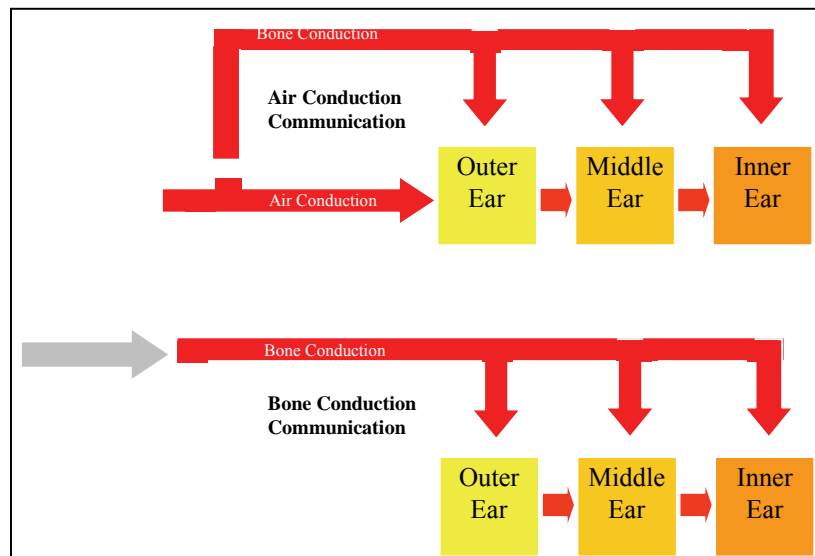 Bone Conduction
Air Conduction
Communication
Outer
Ear
Middle
Ear
Inner
Ear
Air Conduction
Bone Conduction
Bone Conduction
Communication
Outer
Ear
Middle
Ear
Inner
Ear